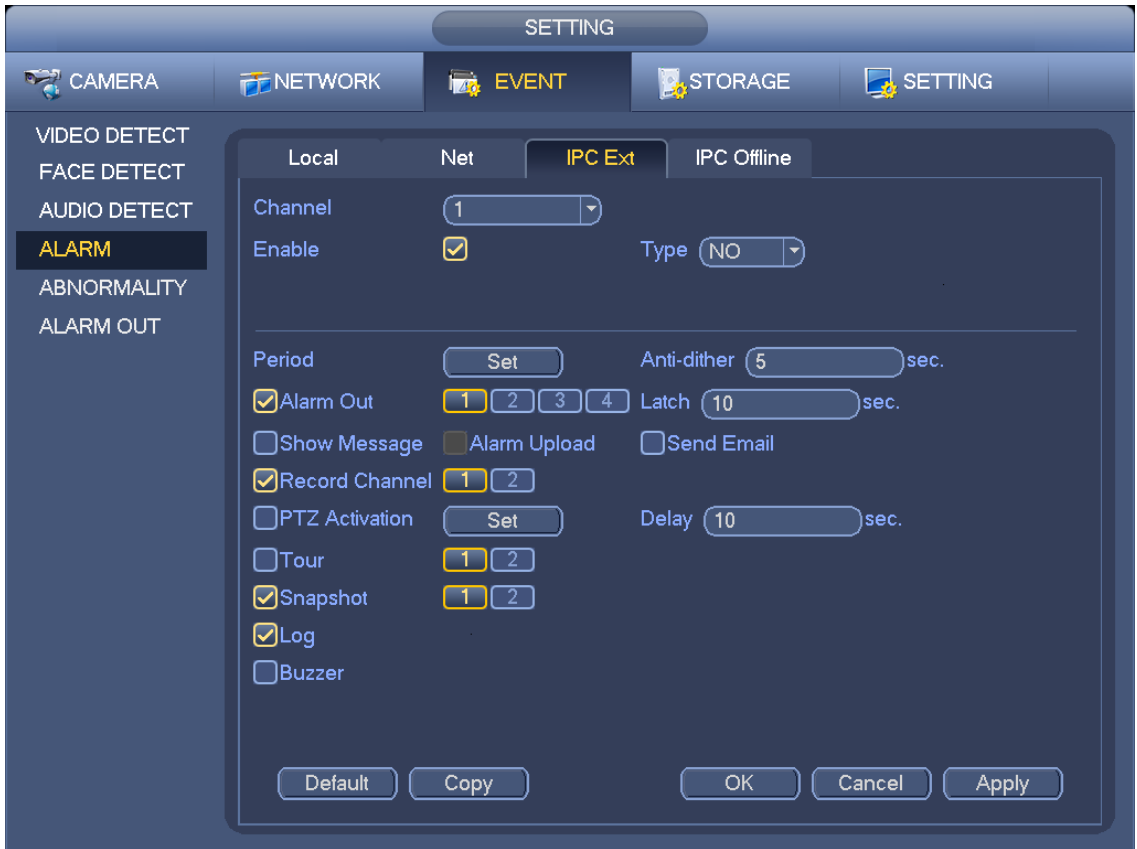 SETTING
CAMERA NETWORK EVENT STORAGE SETTING
VIDEO DETECT
FACE DETECT
AUDIO DETECT
ALARM
ABNORMALITY
ALARM OUT
Local Net IPC Ext IPC Offline
Channel 1
Enable Type NO
Period Set Anti-dither 5 sec.
Alarm Out 1 2 3 4 Latch 10 sec.
Show Message Alarm Upload Send Email
Record Channel 1 2
PTZ Activation Set Delay 10 sec.
Tour 1 2
Snapshot 1 2
Log
Buzzer
Default Copy OK Cancel Apply